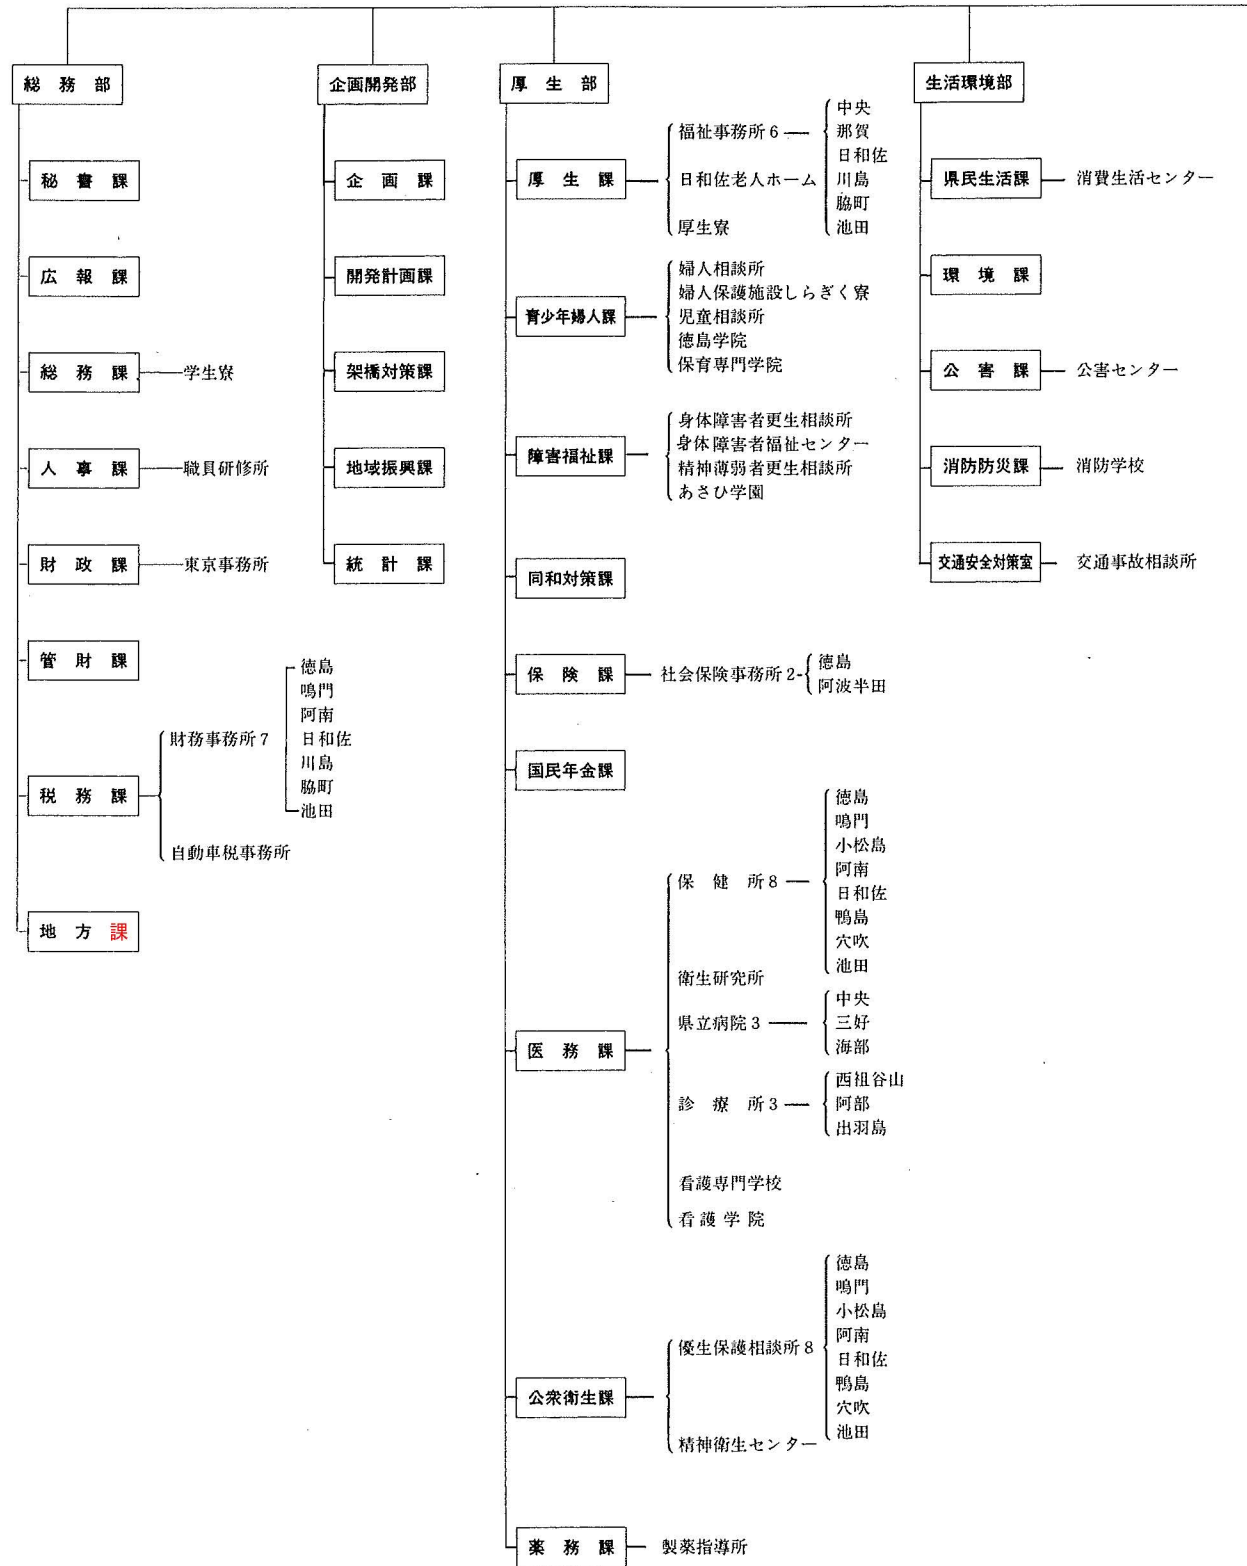 総務部
秘書課
広報課
総務課
学生寮
人事課
職員研修所
財政課
東京事務所
管財課
税務課
財務事務所7
徳島
鳴門
阿南
日和佐
川島
脇町
池田
自動車税事務所
地方課
企画開発部
企画課
開発計画課
架橋対策課
地域振興課
統計課
厚生部
厚生課
福祉事務所6
中央
那賀
日和佐
川島
脇町
池田
日和佐老人ホーム
厚生寮
青少年婦人課
婦人相談所
婦人保護施設しらぎく寮
児童相談所
徳島学院
保育専門学院
障害福祉課
身体障害者更生相談所
身体障害者福祉センター
精神薄弱者更生相談所
あさひ学園
同和対策課
保険課
社会保険事務所2
徳島
阿波半田
国民年金課
医務課
保健所8
徳島
鳴門
小松島
阿南
日和佐
鴨島
穴吹
池田
衛生研究所
県立病院3
中央
三好
海部
診療所3
西祖谷山
阿部
出羽島
看護専門学校
看護学院
公衆衛生課
優生保護相談所8
徳島
鳴門
小松島
阿南
日和佐
鴨島
穴吹
池田
精神衛生センター
薬務課
製薬指導所
生活環境部
県民生活課
消費生活センター
環境課
公害課
公害センター
消防防災課
消防学校
交通安全対策室
交通事故相談所